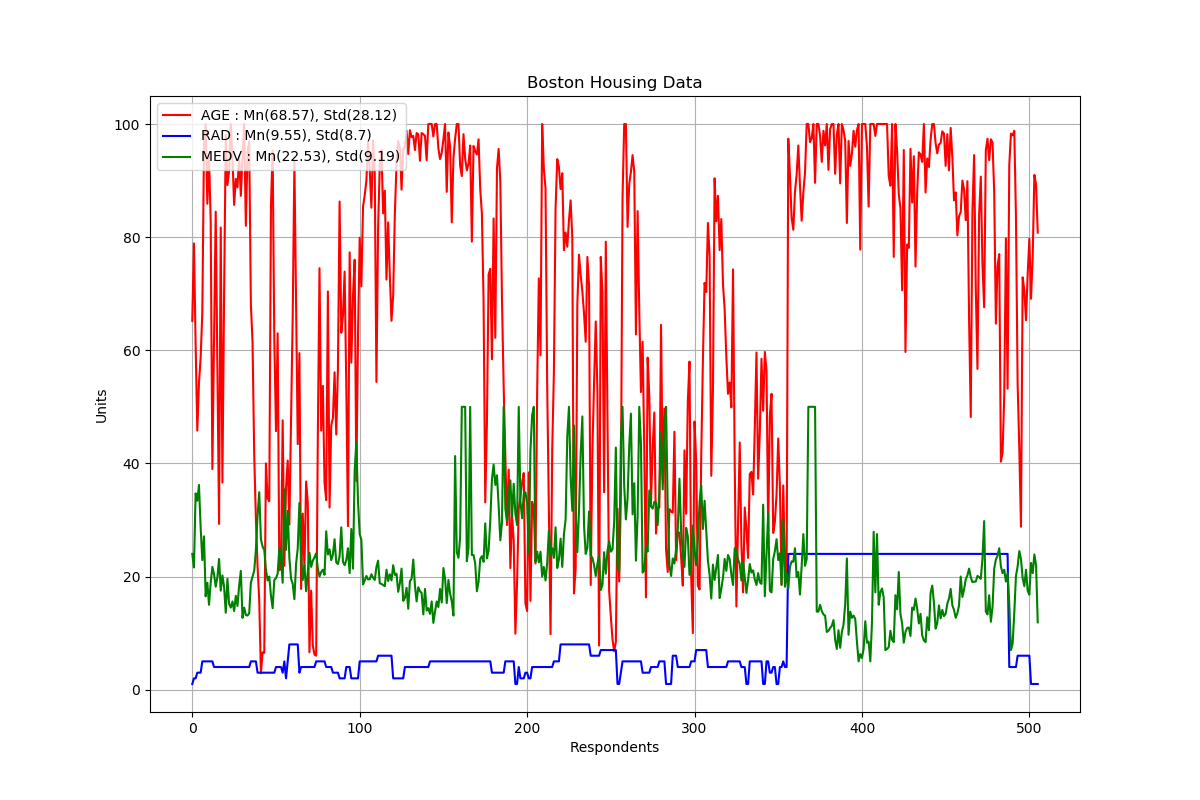 Boston Housing Data
AGE : Mn(68.57), Std(28.12)
RAD : Mn(9.55), Std(8.7)
MEDV : Mn(22.53), Std(9.19)
100
80
60
40
20
0
Units
0 100 200 300 400 500
Respondents